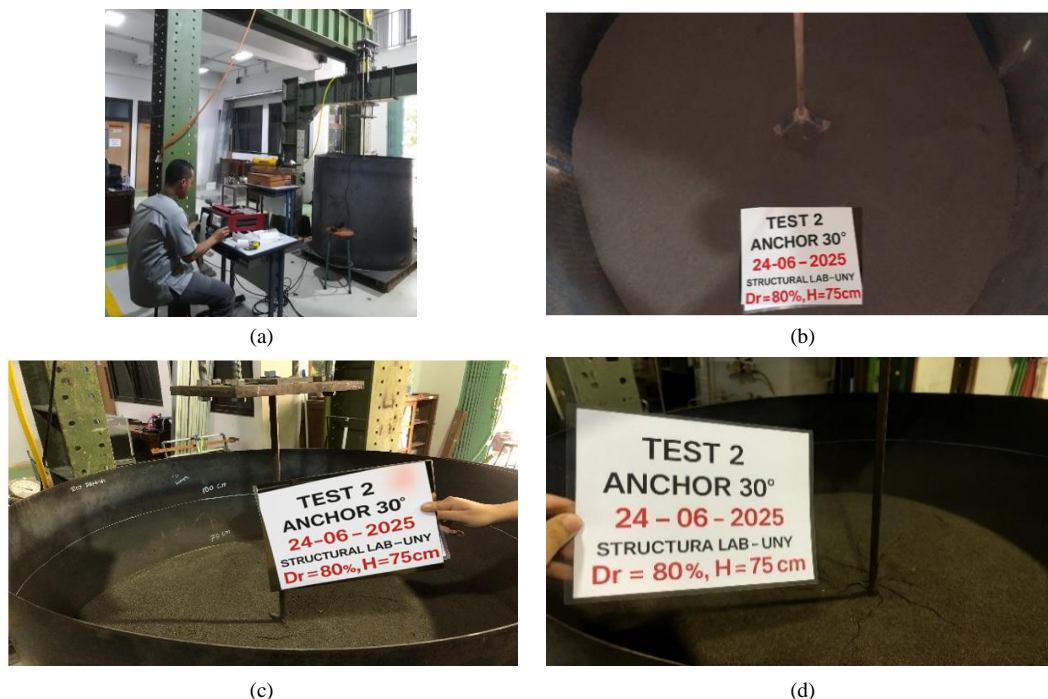 (a)
TEST 2
ANCHOR 30°
24-06-2025
STRUCTURAL LAB-UNY
Dr=80%, H=75cm
(b)
100 cm
75 cm
TEST 2
ANCHOR 30°
24-06-2025
STRUCTURAL LAB-UNY
Dr=80%, H=75cm
(c)
TEST 2
ANCHOR 30°
24 - 06 - 2025
STRUCTURA LAB-UNY
Dr = 80%, H = 75 cm
(d)